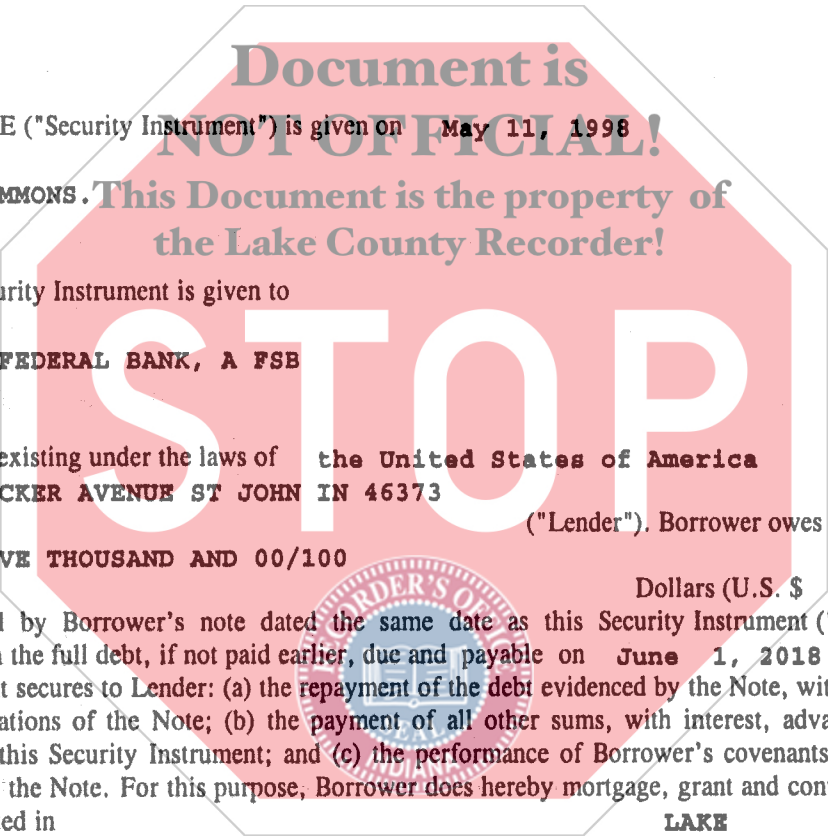 Document is
E ("Security Instrument") is given on May 11, 1998
NOT OFFICIAL!
MMONS.
This Document is the property of
the Lake County Recorder!
urity Instrument is given to
STOP
FEDERAL BANK, A FSB
existing under the laws of the United States of America
CKER AVENUE ST JOHN IN 46373
("Lender"). Borrower owes
VE THOUSAND AND 00/100
Dollars (U.S. $
l by Borrower's note dated the same date as this Security Instrument ("
the full debt, if not paid earlier, due and payable on June 1, 2018
t secures to Lender: (a) the repayment of the debt evidenced by the Note, wit
ations of the Note; (b) the payment of all other sums, with interest, adva
this Security Instrument; and (c) the performance of Borrower's covenants
the Note. For this purpose, Borrower does hereby mortgage, grant and con
ed in LAKE
RECORDER'S OFFICE
SEAL
INDIANA